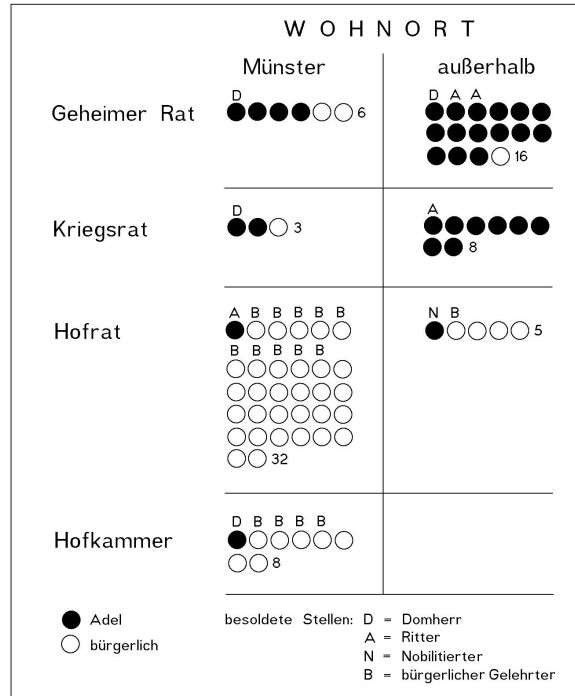 WOHNORT
Münster außerhalb
D D A A
Geheimer Rat 6
16
D A
Kriegsrat 3
8
A B B B B B N B
Hofrat 5
B B B B B
32
D B B B B
Hofkammer
8
Adel
bürgerlich
besoldete Stellen: D = Domherr
A = Ritter
N = Nobilitierter
B = bürgerlicher Gelehrter